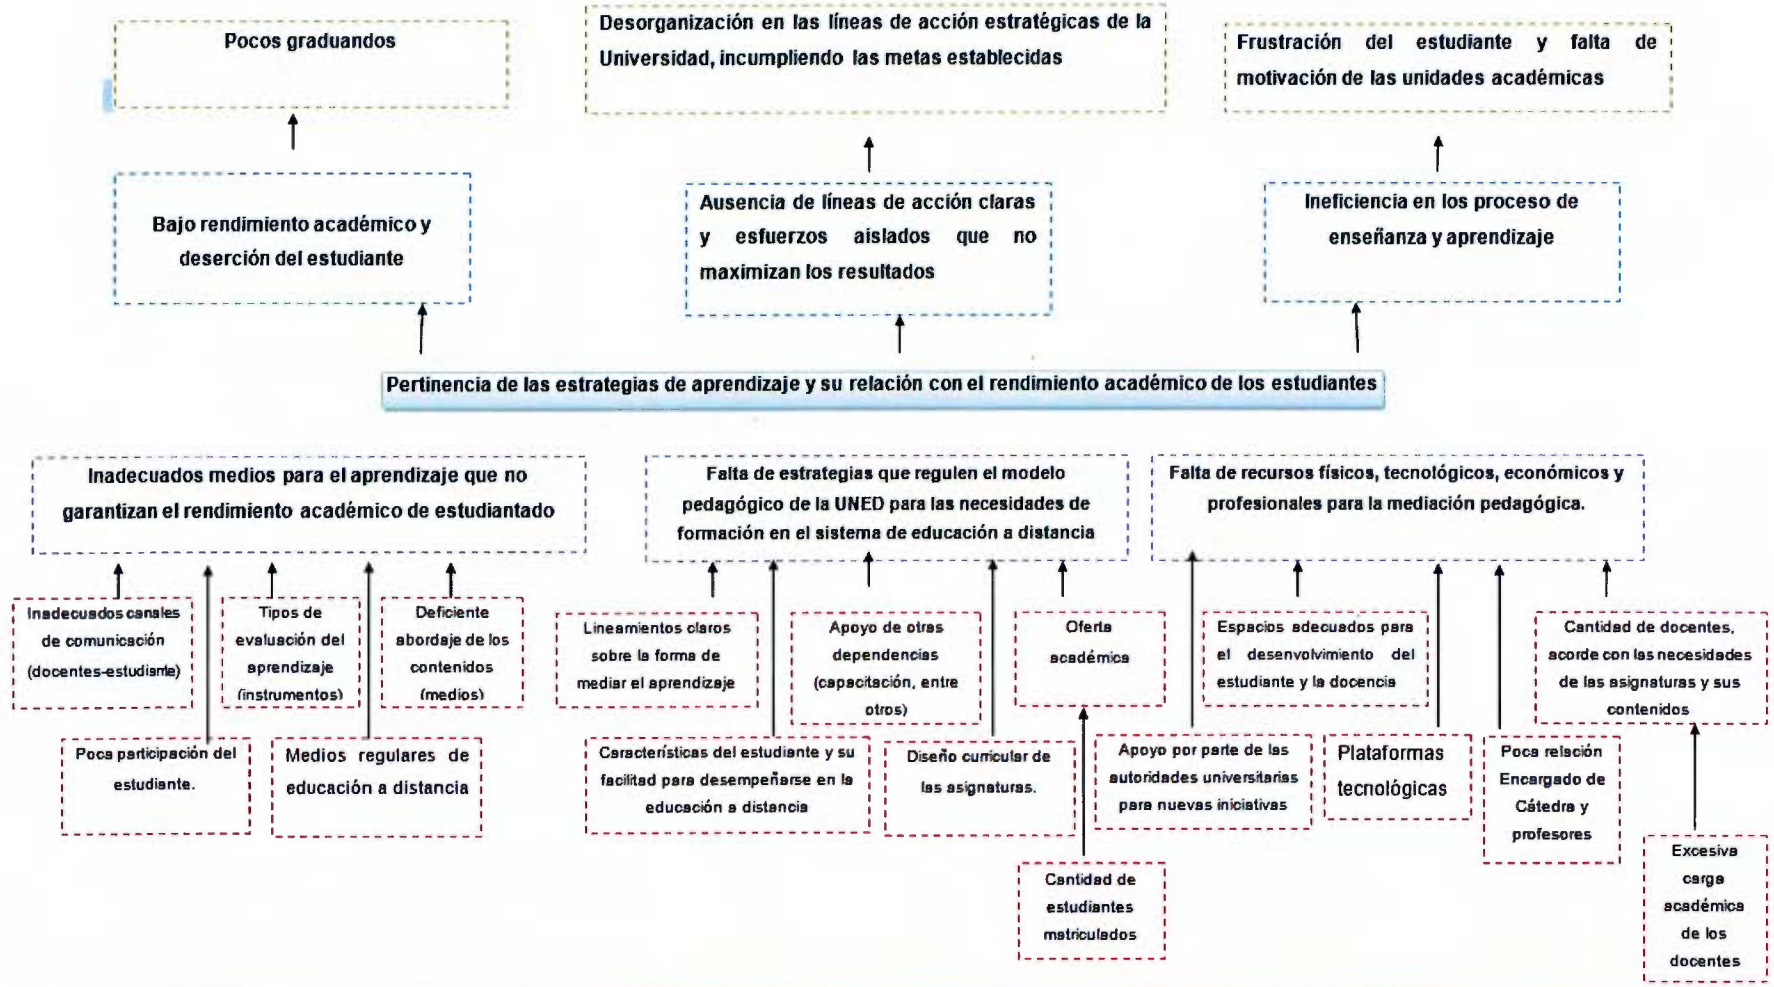 Pocos graduandos
Desorganización en las líneas de acción estratégicas de la
Universidad, incumpliendo las metas establecidas
Frustración del estudiante y falta de
motivación de las unidades académicas
Bajo rendimiento académico y
deserción del estudiante
Ausencia de líneas de acción claras
y esfuerzos aislados que no
maximizan los resultados
Ineficiencia en los proceso de
enseñanza y aprendizaje
Pertinencia de las estrategias de aprendizaje y su relación con el rendimiento académico de los estudiantes
Inadecuados medios para el aprendizaje que no
garantizan el rendimiento académico de estudiantado
Falta de estrategias que regulen el modelo
pedagógico de la UNED para las necesidades de
formación en el sistema de educación a distancia
Falta de recursos físicos, tecnológicos, económicos y
profesionales para la mediación pedagógica.
Inadecuados canales
de comunicación
(docentes-estudiante)
Tipos de
evaluación del
aprendizaje
(instrumentos)
Deficiente
abordaje de los
contenidos
(medios)
Lineamientos claros
sobre la forma de
mediar el aprendizaje
Apoyo de otras
dependencias
(capacitación, entre
otros)
Oferta
académica
Espacios adecuados para
el desenvolvimiento del
estudiante y la docencia
Cantidad de docentes,
acorde con las necesidades
de las asignaturas y sus
contenidos
Poca participación del
estudiante.
Medios regulares de
educación a distancia
Características del estudiante y su
facilitad para desempeñarse en la
educación a distancia
Diseño curricular de
las asignaturas.
Apoyo por parte de las
autoridades universitarias
para nuevas iniciativas
Plataformas
tecnológicas
Poca relación
Encargado de
Cátedra y
profesores
Cantidad de
estudiantes
matriculados
Excesiva
carga
académica
de los
docentes